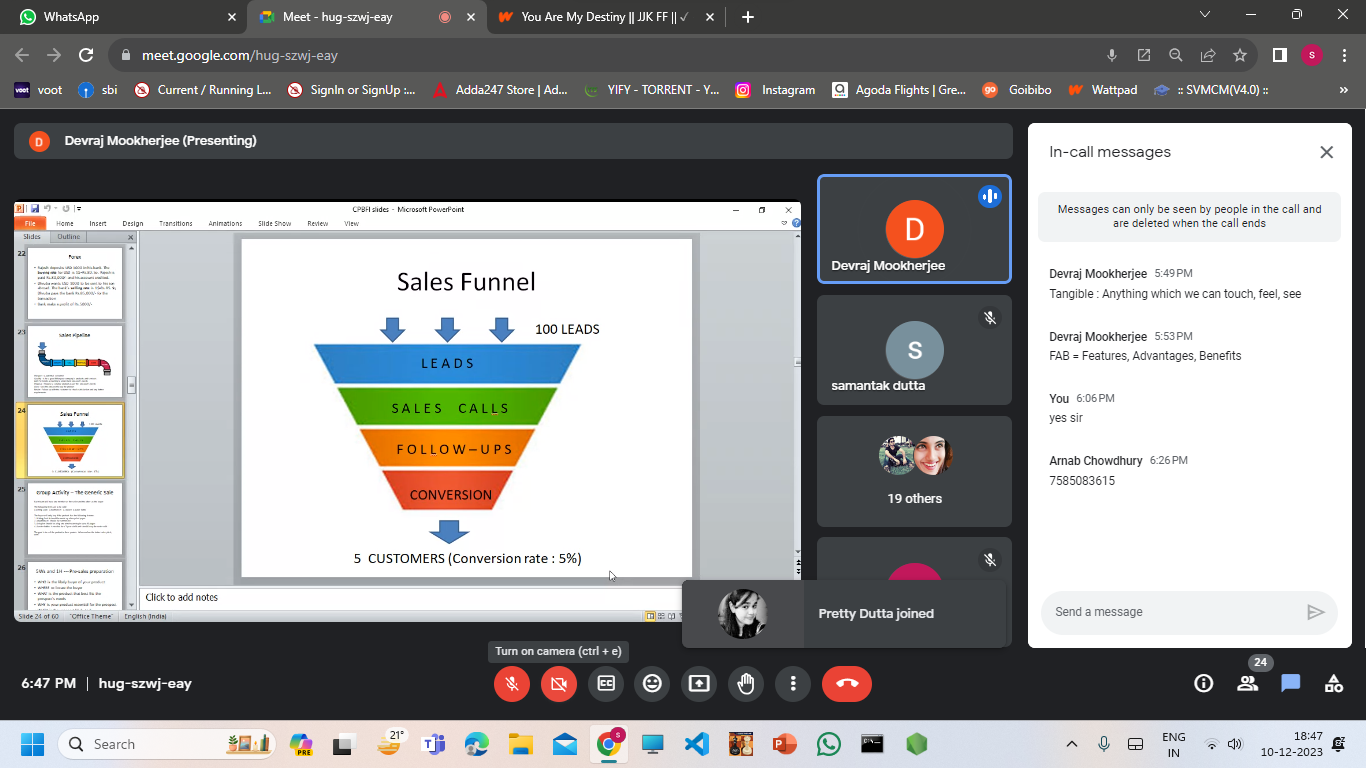 WhatsApp
Meet - hug-szwj-eay
You Are My Destiny || JJK FF || ✓
meet.google.com/hug-szwj-eay
S
voot
voot
sbi
Current / Running L...
SignIn or SignUp :...
Adda247 Store | Ad...
YIFY - TORRENT - Y...
Instagram
Agoda Flights | Gre...
go
Goibibo
Wattpad
:: SVMCM(V4.0) ::
»
D
Devraj Mookherjee (Presenting)
CPBFI slides - Microsoft PowerPoint
File
Home
Insert
Design
Transitions
Animations
Slide Show
Review
View
Slides
Outline
22
Forex
23
Sales Pipeline
24
Sales Funnel
25
Group Activity – The Generic Sale
26
5Ws and 1H ---Pre-sales preparation
Sales Funnel
100 LEADS
LEADS
SALES CALLS
FOLLOW–UPS
CONVERSION
5 CUSTOMERS (Conversion rate : 5%)
Click to add notes
Slide 24 of 60
"Office Theme"
English (India)
D
Devraj Mookherjee
S
samantak dutta
19 others
Pretty Dutta joined
In-call messages
Messages can only be seen by people in the call and
are deleted when the call ends
Devraj Mookherjee 5:49 PM
Tangible : Anything which we can touch, feel, see
Devraj Mookherjee 5:53 PM
FAB = Features, Advantages, Benefits
You 6:06 PM
yes sir
Arnab Chowdhury 6:26 PM
7585083615
Send a message
Turn on camera (ctrl + e)
6:47 PM | hug-szwj-eay
24
Search
PRE
21°
S
ENG
IN
18:47
10-12-2023